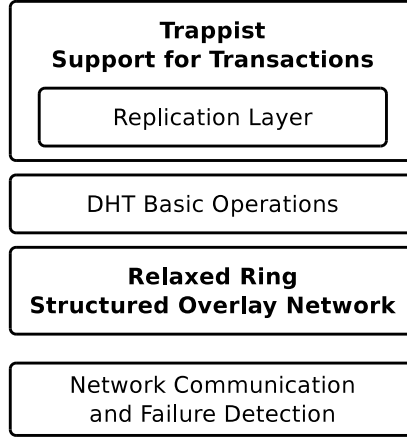 Trappist
Support for Transactions
Replication Layer
DHT Basic Operations
Relaxed Ring
Structured Overlay Network
Network Communication
and Failure Detection